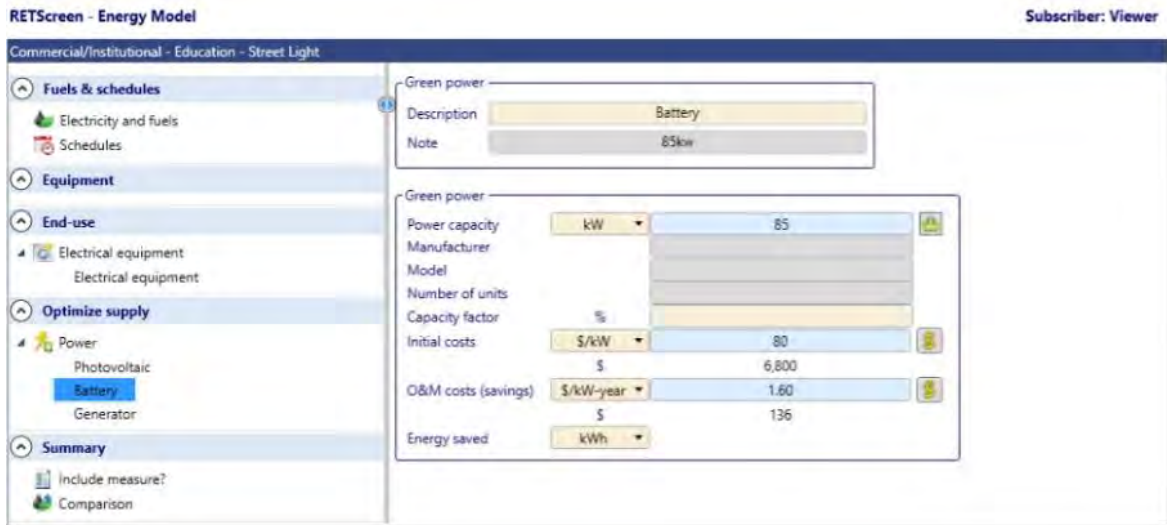 RETScreen - Energy Model
Subscriber: Viewer
Commercial/Institutional - Education - Street Light
Fuels & schedules
Electricity and fuels
Schedules
Equipment
End-use
Electrical equipment
Electrical equipment
Optimize supply
Power
Photovoltaic
Battery
Generator
Summary
Include measure?
Comparison
Green power
Description Battery
Note 85kw
Green power
Power capacity kW 85
Manufacturer
Model
Number of units
Capacity factor %
Initial costs $/kW 80
$ 6,800
O&M costs (savings) $/kW-year 1.60
$ 136
Energy saved kWh